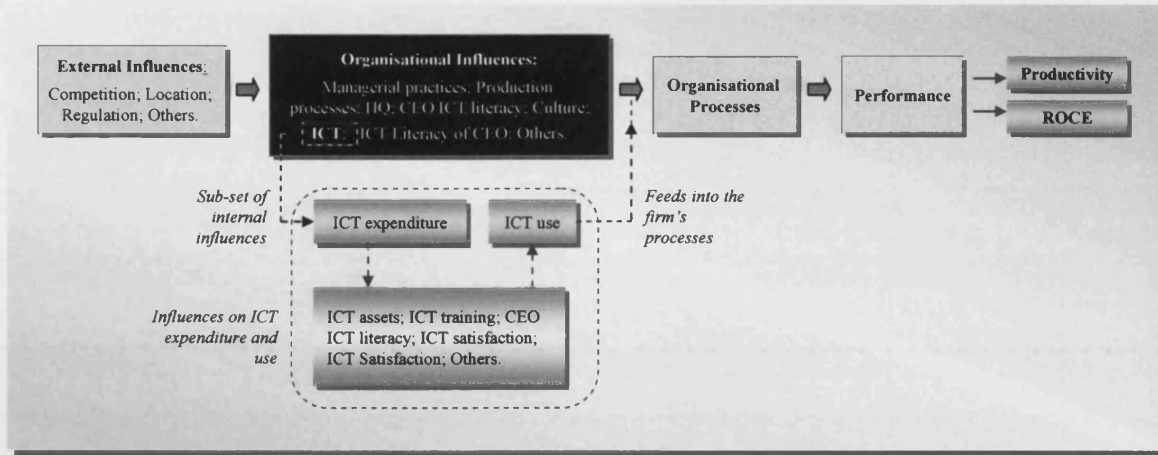 External Influences:
Competition; Location;
Regulation; Others.
Organisational Influences:
Managerial practices; Production
processes; HQ; CEO ICT literacy; Culture;
ICT; ICT Literacy of CEO; Others.
Organisational
Processes
Performance
Productivity
ROCE
Sub-set of
internal
influences
ICT expenditure
ICT use
Feeds into the
firm's
processes
Influences on ICT
expenditure and
use
ICT assets; ICT training; CEO
ICT literacy; ICT satisfaction;
ICT Satisfaction; Others.